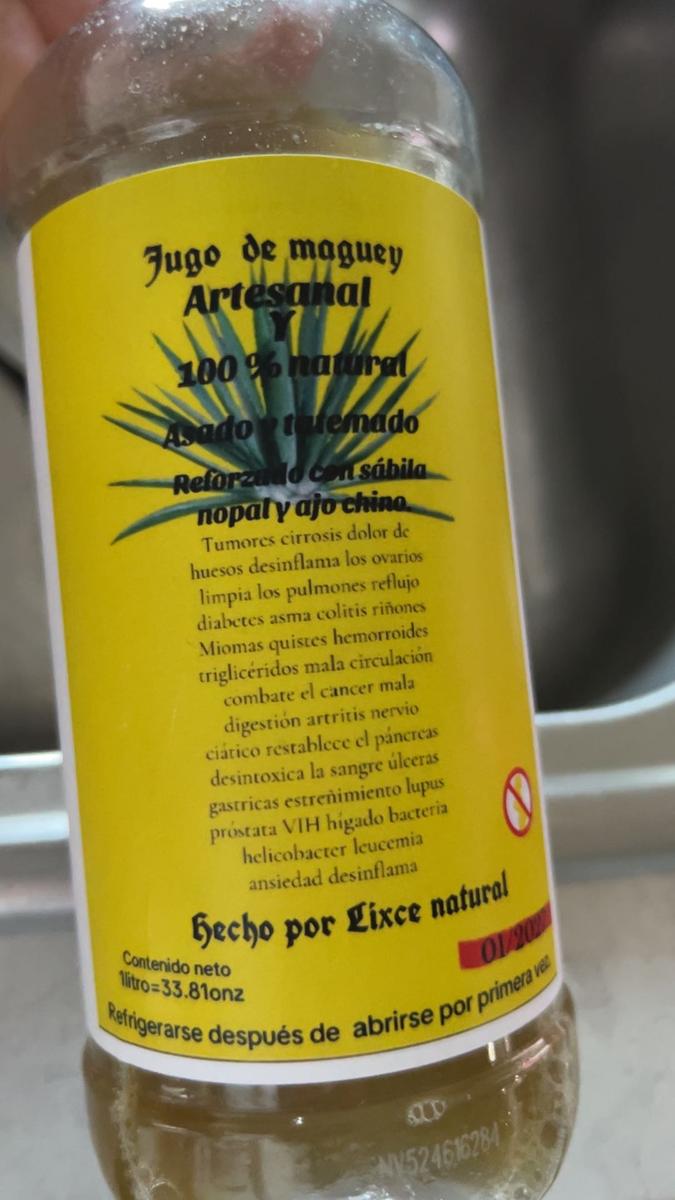 Jugo de maguey
Artesanal
Y
100 % natural
Asado y tatemado
Reforzado con sábila
nopal y ajo chino.
Tumores cirrosis dolor de
huesos desinflama los ovarios
limpia los pulmones reflujo
diabetes asma colitis riñones
Miomas quistes hemorroides
triglicéridos mala circulación
combate el cancer mala
digestión artritis nervio
ciático restablece el páncreas
desintoxica la sangre úlceras
gastricas estreñimiento lupus
próstata VIH hígado bacteria
helicobacter leucemia
ansiedad desinflama
Hecho por Lixce natural
Contenido neto
1litro=33.81onz
Refrigerarse después de abrirse por primera vez.
NV524616284